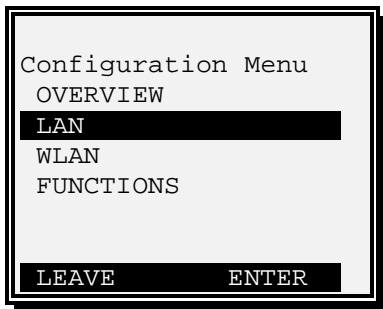 Configuration Menu
OVERVIEW
LAN
WLAN
FUNCTIONS
LEAVE ENTER